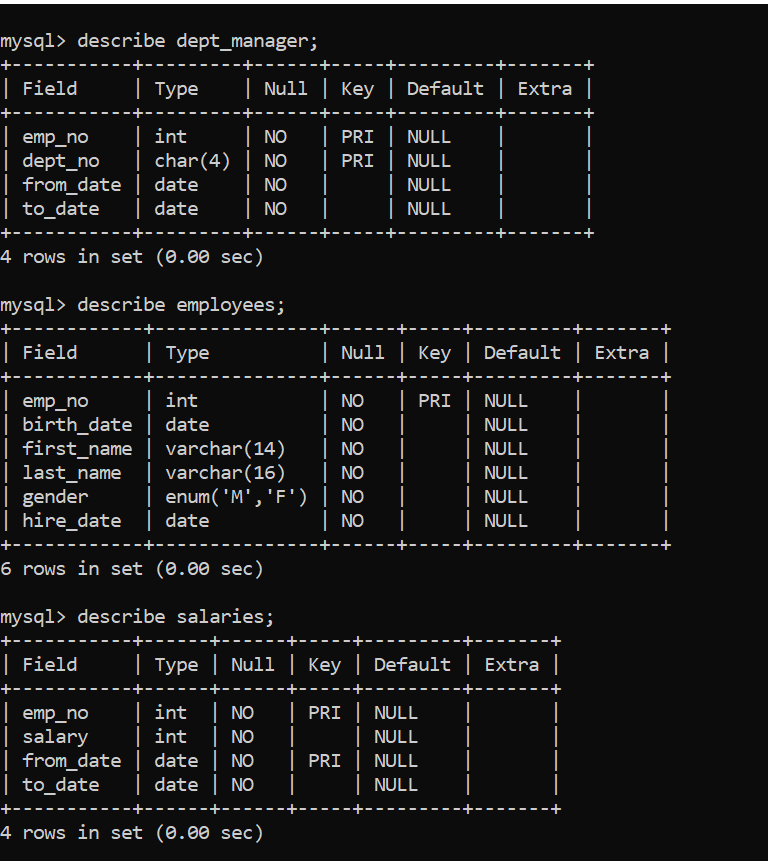 mysql> describe dept_manager;
+-----------+---------+------+-----+---------+-------+
| Field     | Type    | Null | Key | Default | Extra |
+-----------+---------+------+-----+---------+-------+
| emp_no    | int     | NO   | PRI | NULL    |       |
| dept_no   | char(4) | NO   | PRI | NULL    |       |
| from_date | date    | NO   |     | NULL    |       |
| to_date   | date    | NO   |     | NULL    |       |
+-----------+---------+------+-----+---------+-------+
4 rows in set (0.00 sec)
mysql> describe employees;
+------------+---------------+------+-----+---------+-------+
| Field      | Type          | Null | Key | Default | Extra |
+------------+---------------+------+-----+---------+-------+
| emp_no     | int           | NO   | PRI | NULL    |       |
| birth_date | date          | NO   |     | NULL    |       |
| first_name | varchar(14)   | NO   |     | NULL    |       |
| last_name  | varchar(16)   | NO   |     | NULL    |       |
| gender     | enum('M','F') | NO   |     | NULL    |       |
| hire_date  | date          | NO   |     | NULL    |       |
+------------+---------------+------+-----+---------+-------+
6 rows in set (0.00 sec)
mysql> describe salaries;
+-----------+------+------+-----+---------+-------+
| Field     | Type | Null | Key | Default | Extra |
+-----------+------+------+-----+---------+-------+
| emp_no    | int  | NO   | PRI | NULL    |       |
| salary    | int  | NO   |     | NULL    |       |
| from_date | date | NO   | PRI | NULL    |       |
| to_date   | date | NO   |     | NULL    |       |
+-----------+------+------+-----+---------+-------+
4 rows in set (0.00 sec)